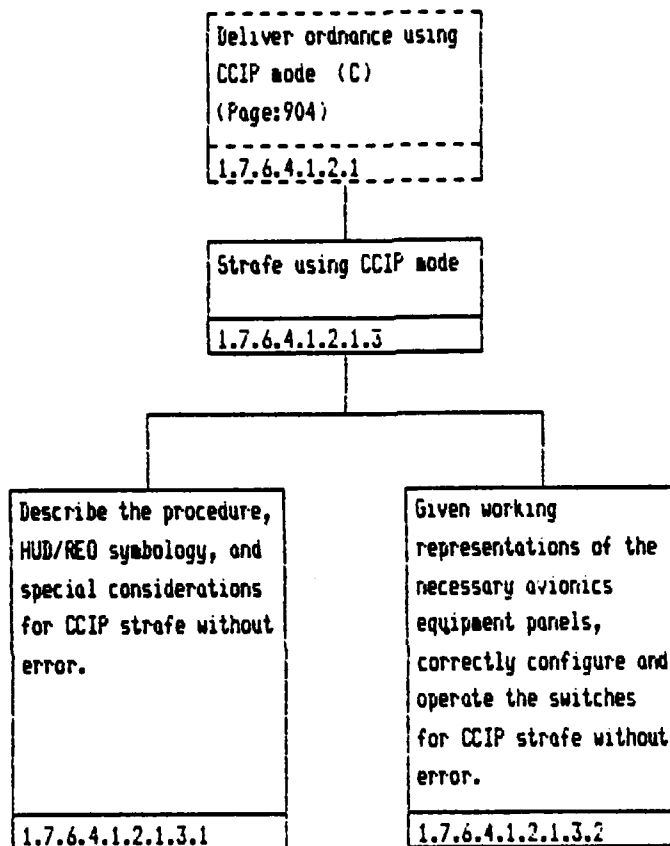 Deliver ordnance using
CCIP mode (C)
(Page:904)
1.7.6.4.1.2.1
Strafe using CCIP mode
1.7.6.4.1.2.1.3
Describe the procedure,
HUD/REO symbology, and
special considerations
for CCIP strafe without
error.
1.7.6.4.1.2.1.3.1
Given working
representations of the
necessary avionics
equipment panels,
correctly configure and
operate the switches
for CCIP strafe without
error.
1.7.6.4.1.2.1.3.2